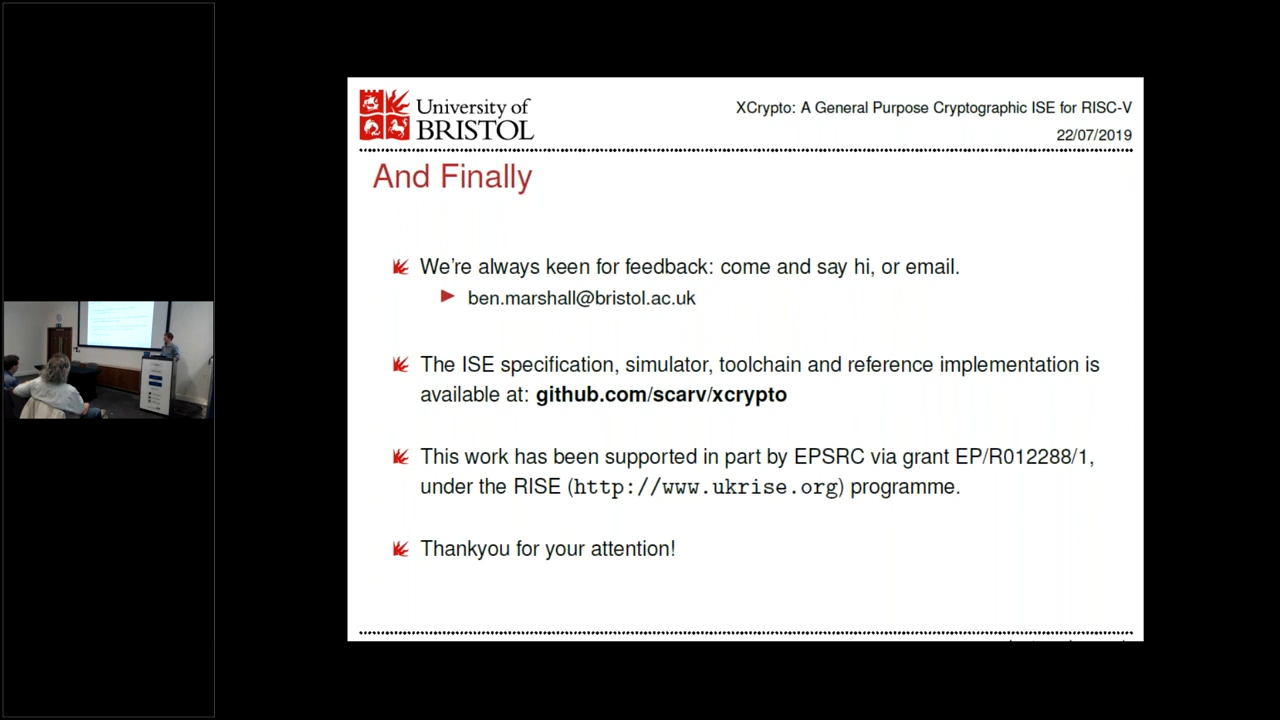 University of
BRISTOL
XCrypto: A General Purpose Cryptographic ISE for RISC-V
22/07/2019
And Finally
We're always keen for feedback: come and say hi, or email.
ben.marshall@bristol.ac.uk
The ISE specification, simulator, toolchain and reference implementation is
available at: github.com/scarv/xcrypto
This work has been supported in part by EPSRC via grant EP/R012288/1,
under the RISE (http://www.ukrise.org) programme.
Thankyou for your attention!